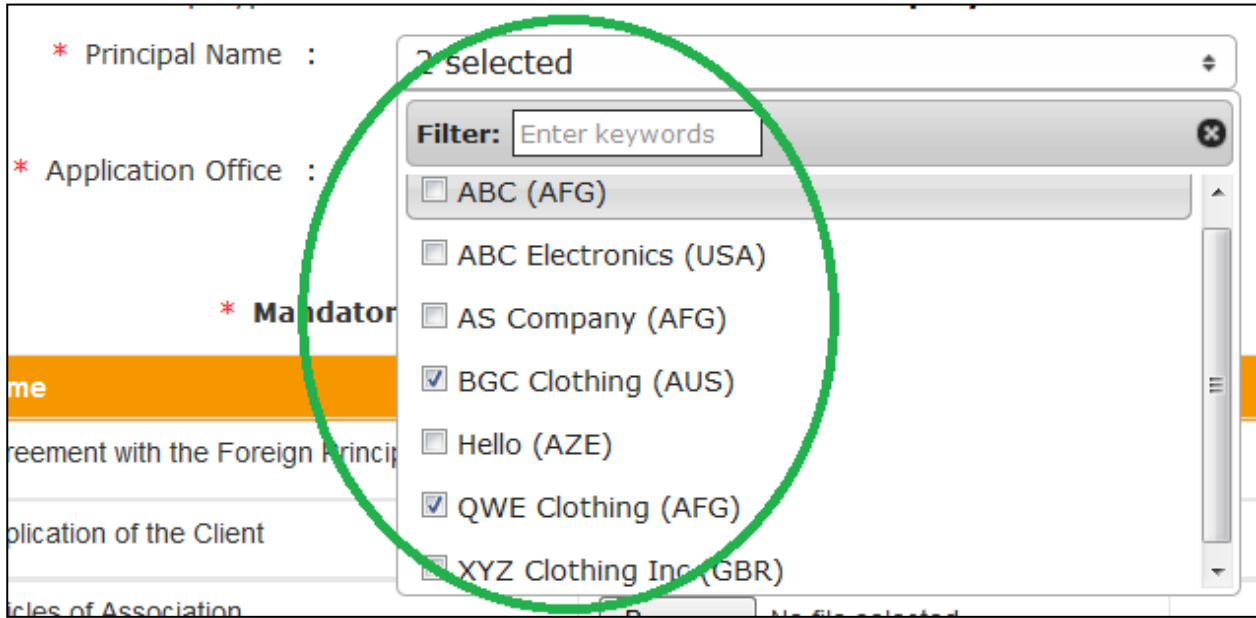 * Principal Name :
2 selected
Filter: Enter keywords
* Application Office :
ABC (AFG)
ABC Electronics (USA)
* Mandator
AS Company (AFG)
me
BGC Clothing (AUS)
reement with the Foreign Princip
Hello (AZE)
QWE Clothing (AFG)
plication of the Client
XYZ Clothing Inc (GBR)
icles of Association
No file selected